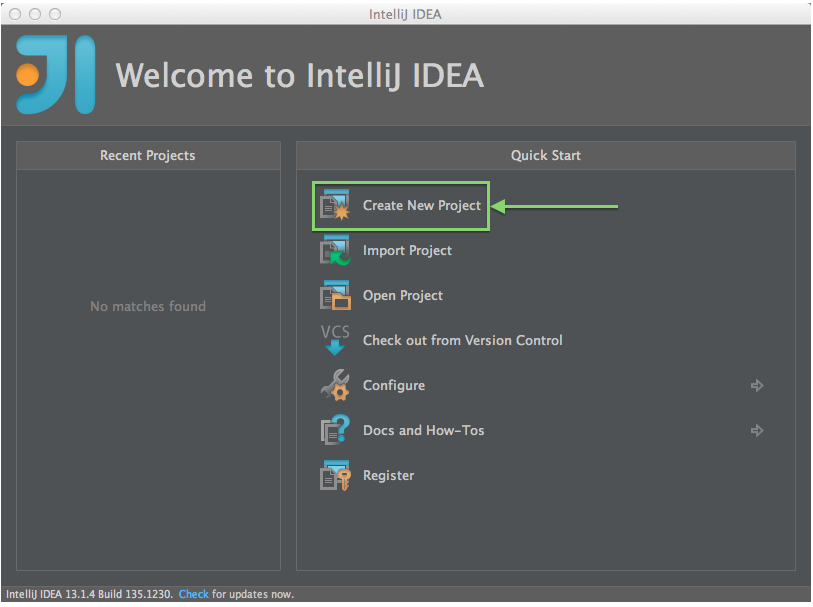 IntelliJ IDEA
Welcome to IntelliJ IDEA
Recent Projects
No matches found
Quick Start
Create New Project
Import Project
Open Project
VCS
Check out from Version Control
Configure
Docs and How-Tos
Register
IntelliJ IDEA 13.1.4 Build 135.1230. Check for updates now.